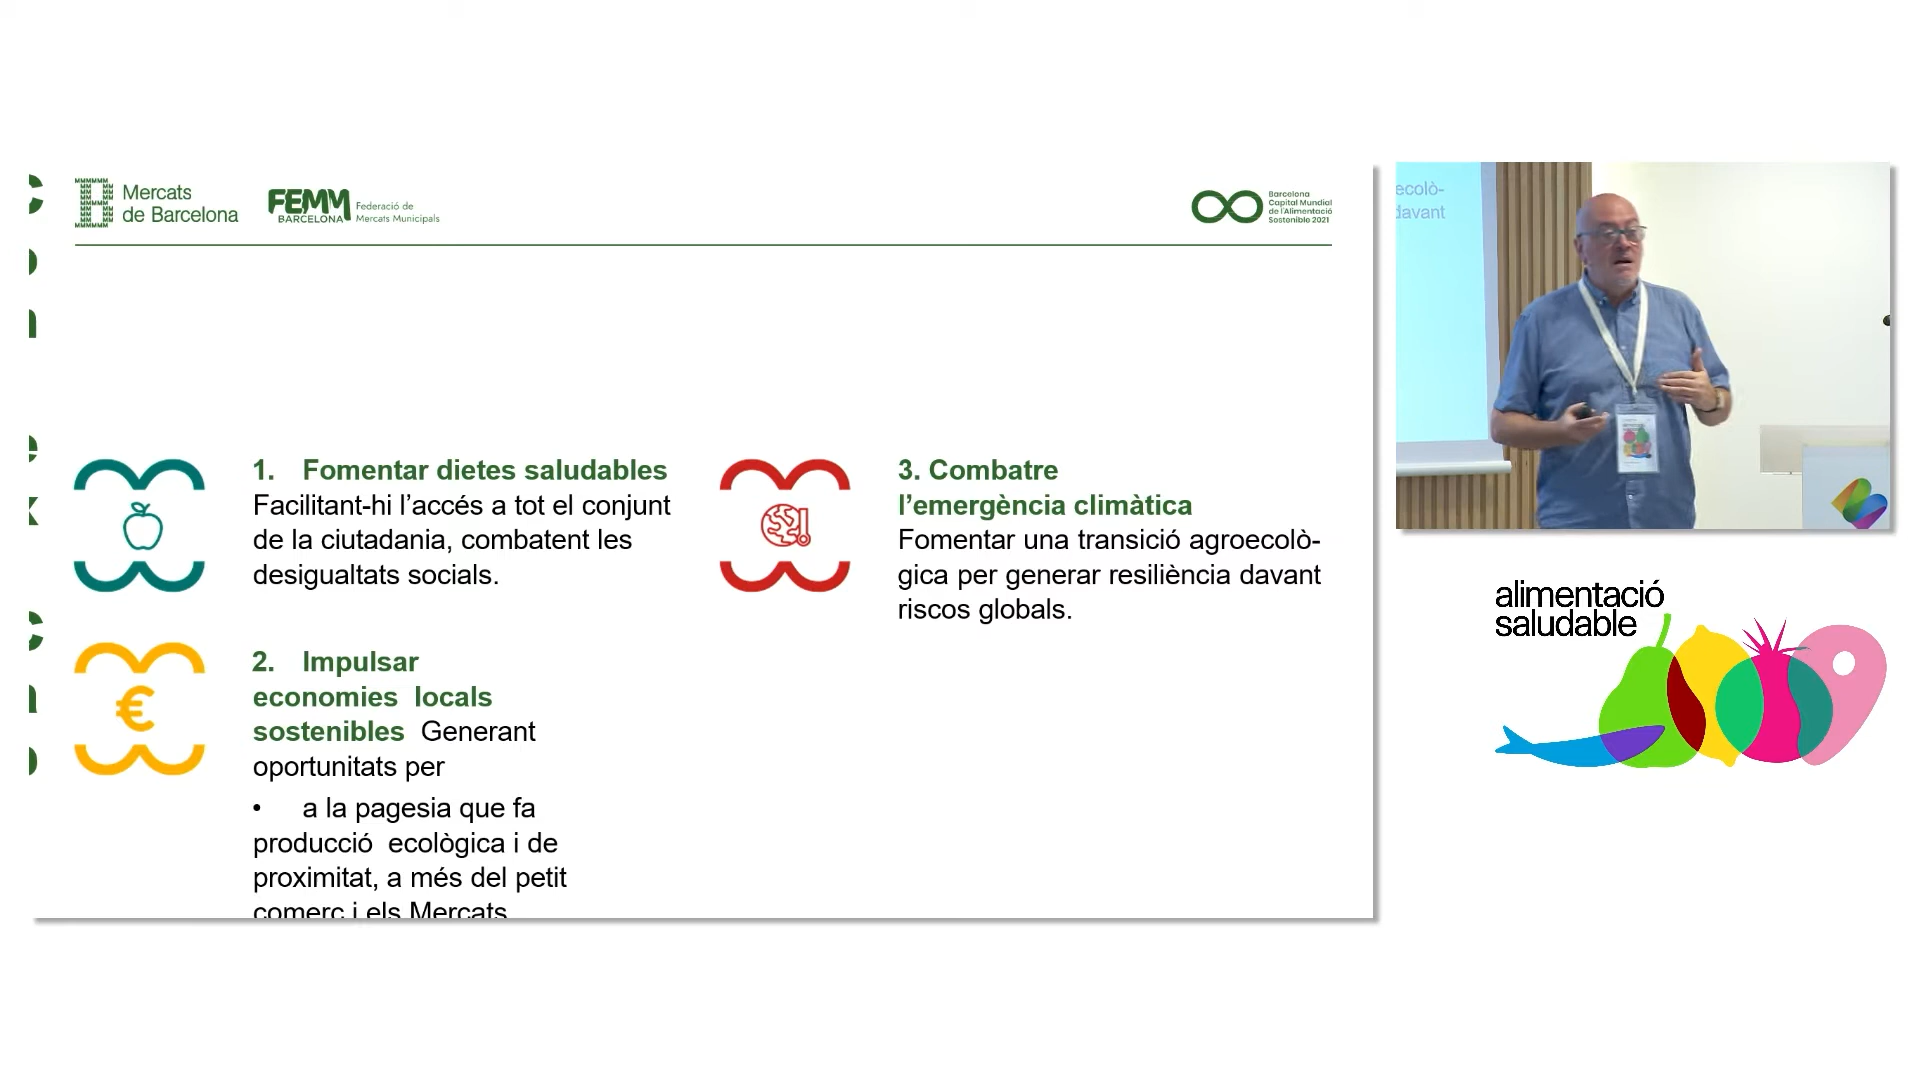 Mercats
de Barcelona
FEMM
BARCELONA
Federació de
Mercats Municipals
Barcelona
Capital Mundial
de l'Alimentació
Sostenible 2021
1. Fomentar dietes saludables
Facilitant-hi l’accés a tot el conjunt
de la ciutadania, combatent les
desigualtats socials.
2. Impulsar
economies locals
sostenibles Generant
oportunitats per
• a la pagesia que fa
producció ecològica i de
proximitat, a més del petit
comerç i els Mercats
3. Combatre
l’emergència climàtica
Fomentar una transició agroecolò-
gica per generar resiliència davant
riscos globals.
ecolò-
davant
alimentació
saludable